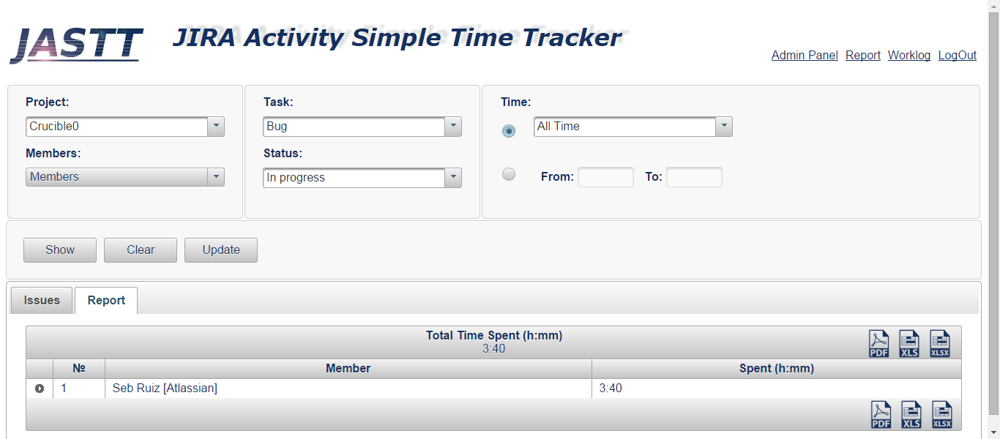 JASTT
JIRA Activity Simple Time Tracker
Admin Panel Report Worklog LogOut
Project:
Crucible0
Members:
Members
Task:
Bug
Status:
In progress
Time:
All Time
From: To:
Show Clear Update
Issues Report
Total Time Spent (h:mm)
3:40
PDF XLS XLSX
№ Member Spent (h:mm)
1 Seb Ruiz [Atlassian] 3:40
PDF XLS XLSX